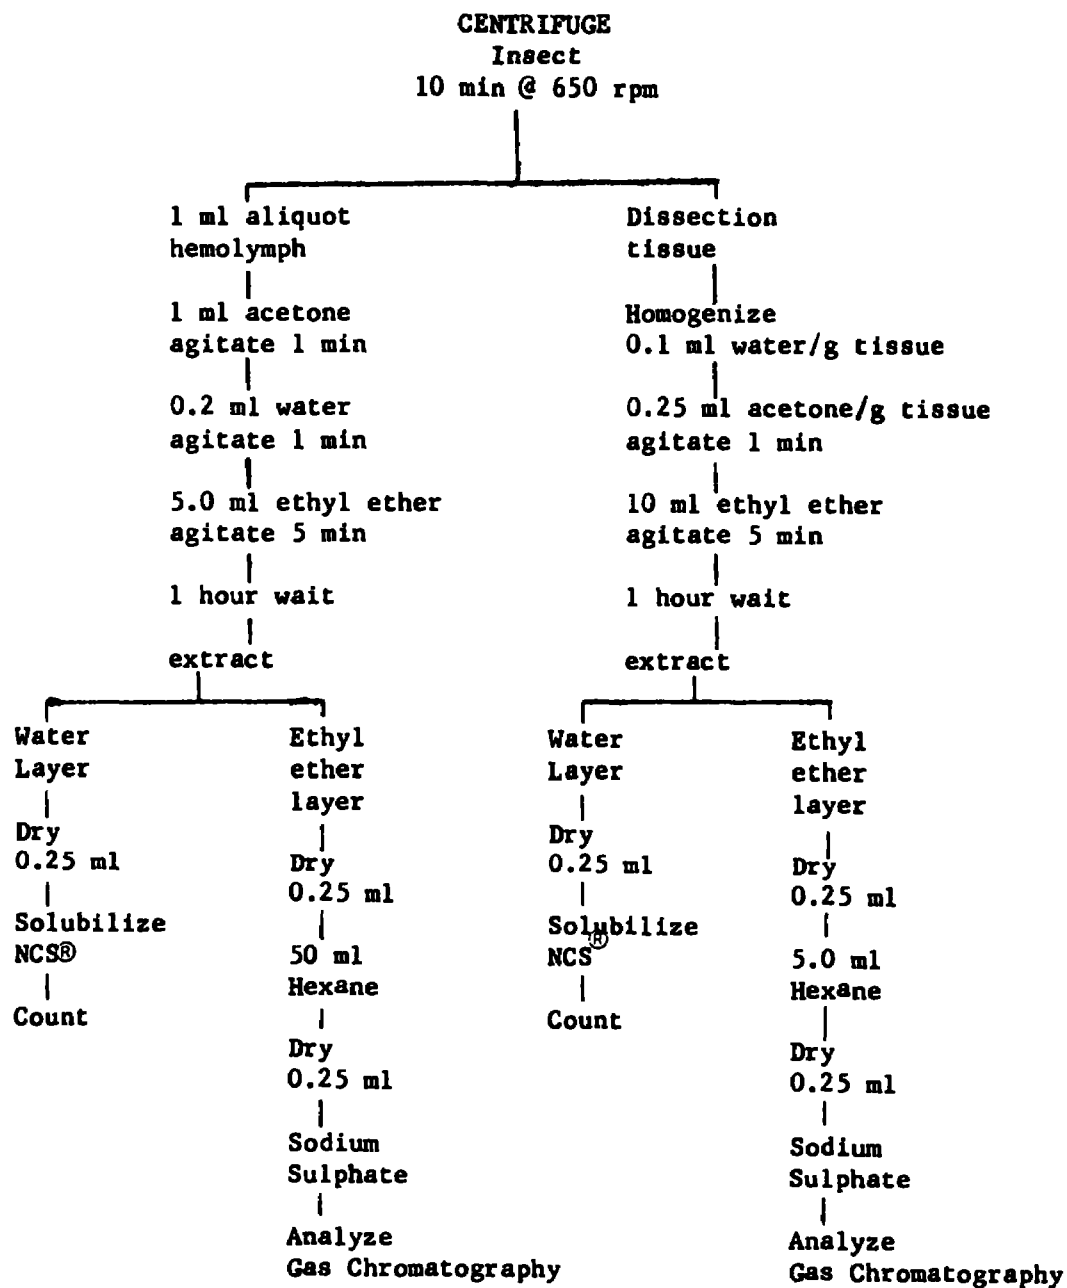 CENTRIFUGE
Insect
10 min @ 650 rpm
1 ml aliquot
hemolymph
1 ml acetone
agitate 1 min
0.2 ml water
agitate 1 min
5.0 ml ethyl ether
agitate 5 min
1 hour wait
extract
Water
Layer
Dry
0.25 ml
Solubilize
NCS®
Count
Ethyl
ether
layer
Dry
0.25 ml
50 ml
Hexane
Dry
0.25 ml
Sodium
Sulphate
Analyze
Gas Chromatography
Dissection
tissue
Homogenize
0.1 ml water/g tissue
0.25 ml acetone/g tissue
agitate 1 min
10 ml ethyl ether
agitate 5 min
1 hour wait
extract
Water
Layer
Dry
0.25 ml
Solubilize
NCS®
Count
Ethyl
ether
layer
Dry
0.25 ml
5.0 ml
Hexane
Dry
0.25 ml
Sodium
Sulphate
Analyze
Gas Chromatography